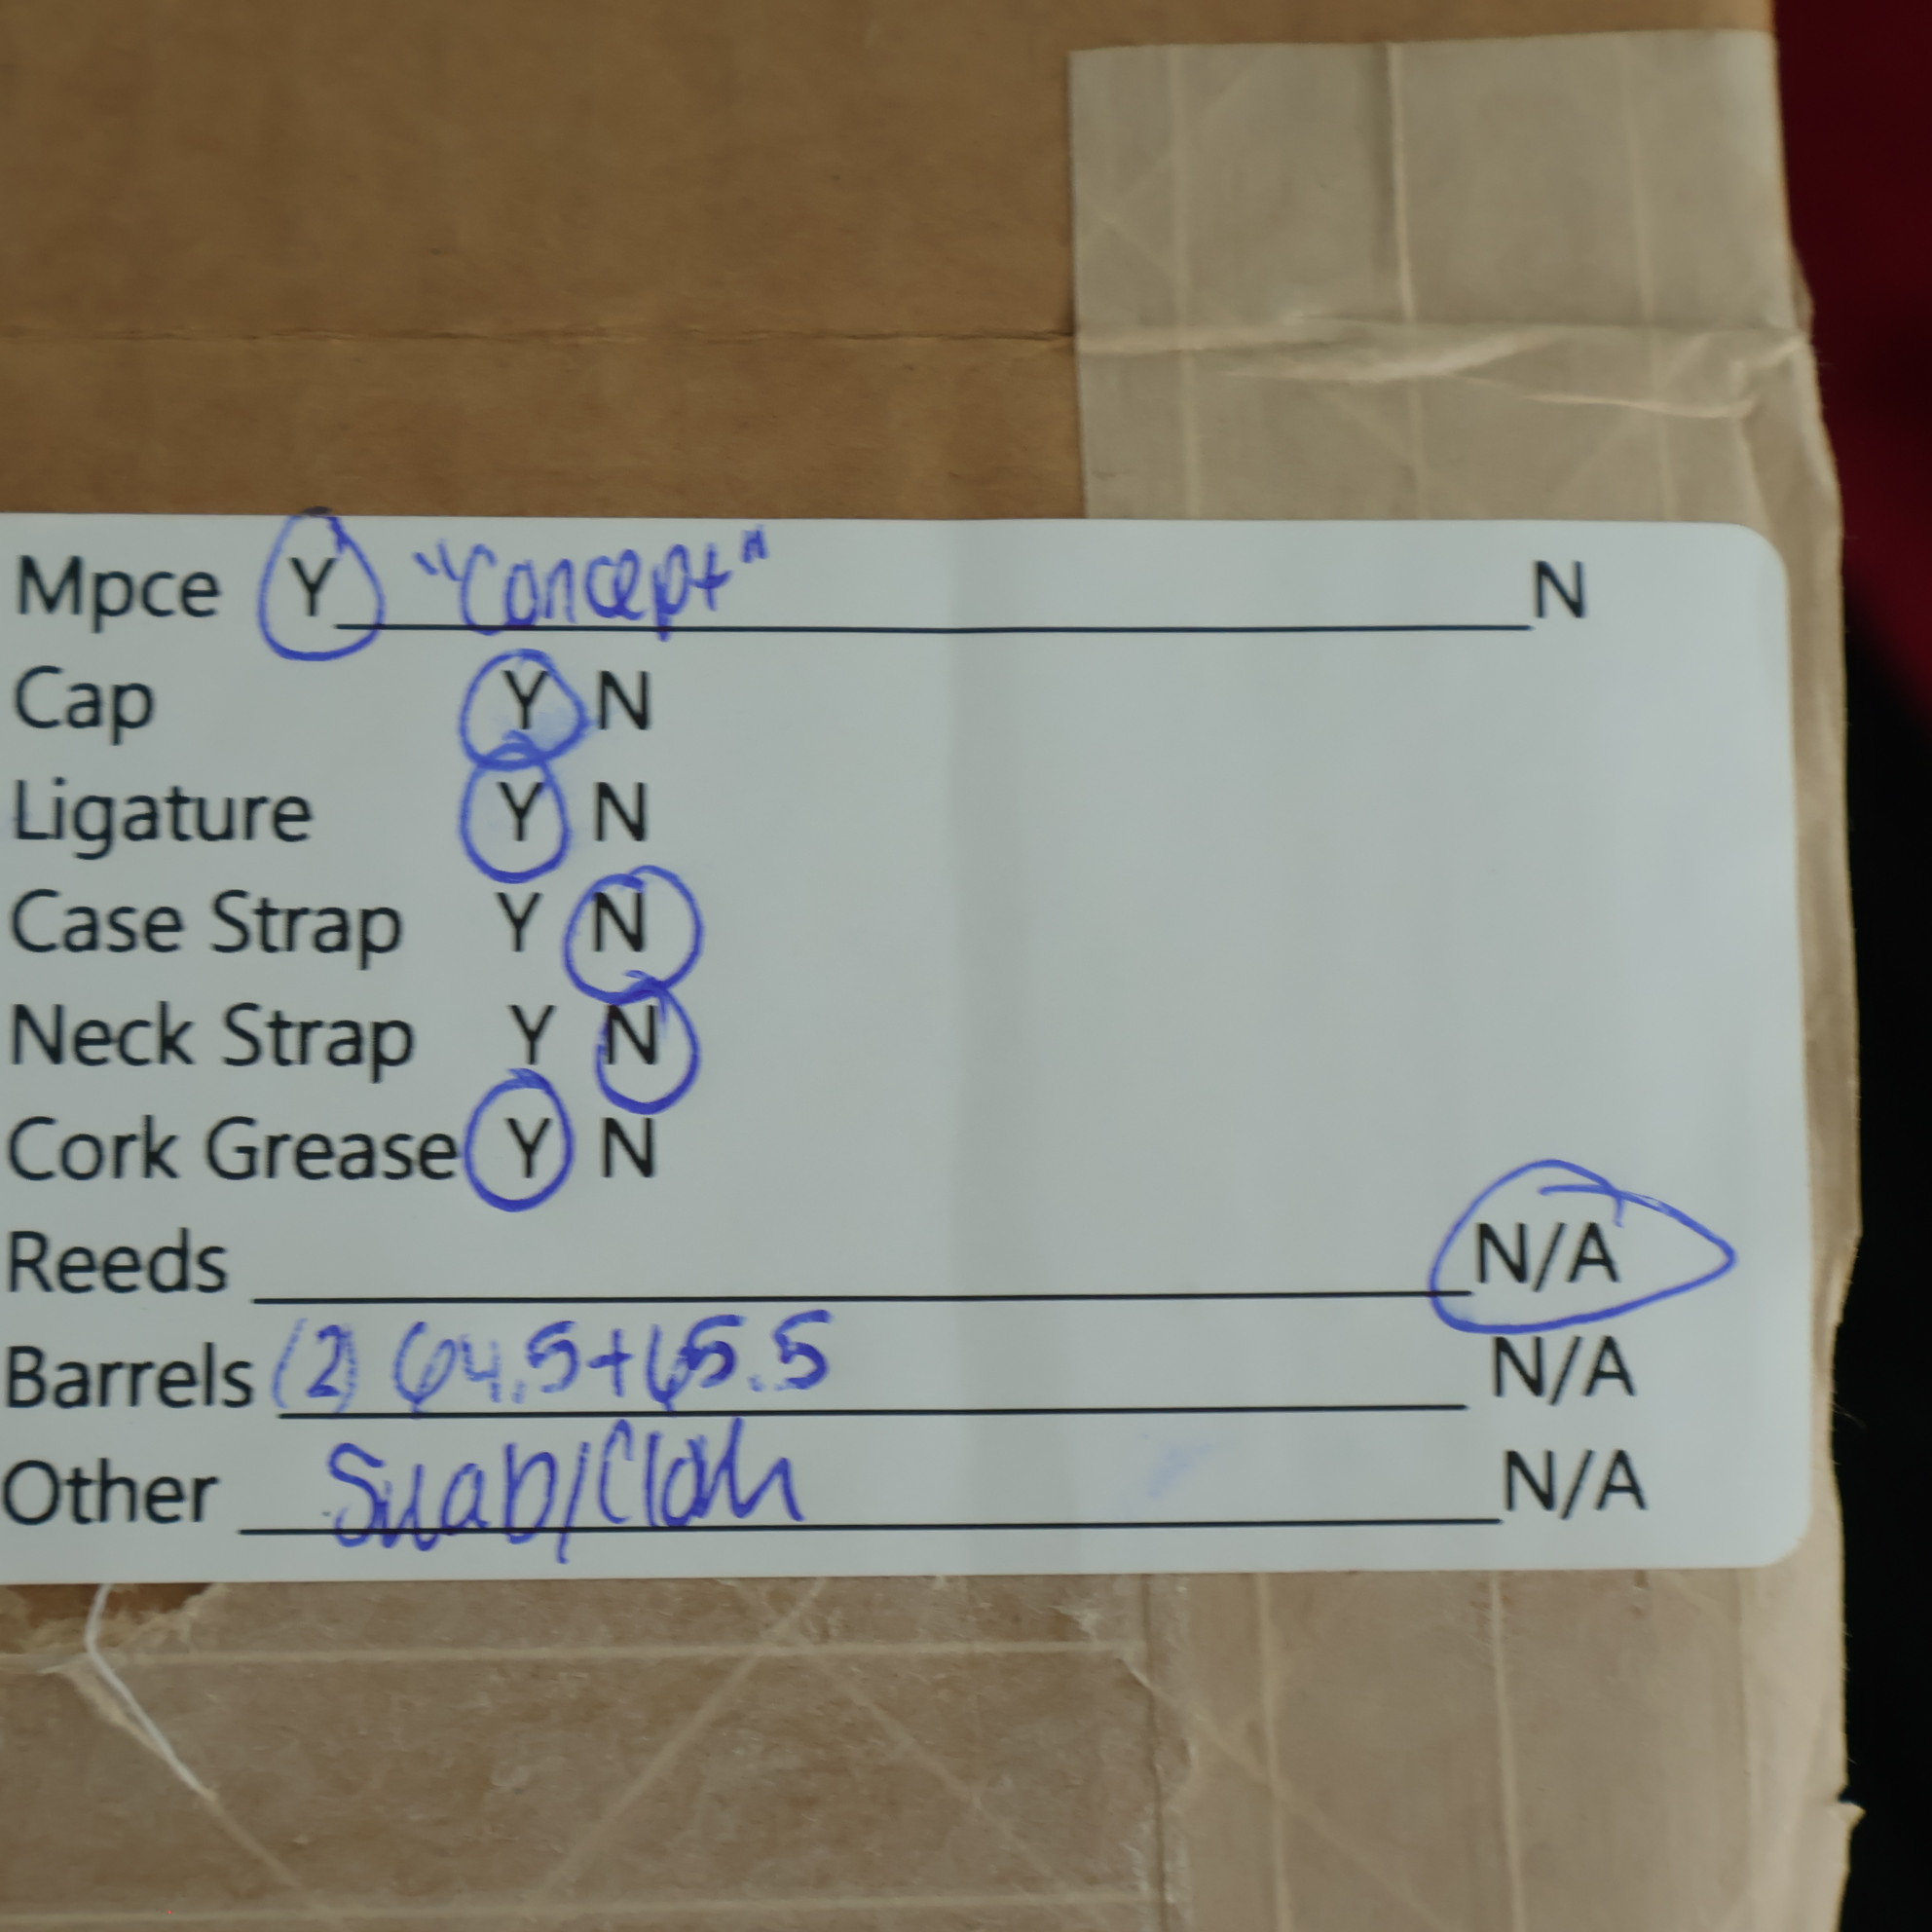 Mpce Y "Concept" N
Cap Y N
Ligature Y N
Case Strap Y N
Neck Strap Y N
Cork Grease Y N
Reeds N/A
Barrels (2) 64.5+65.5 N/A
Other Swab/Cloth N/A